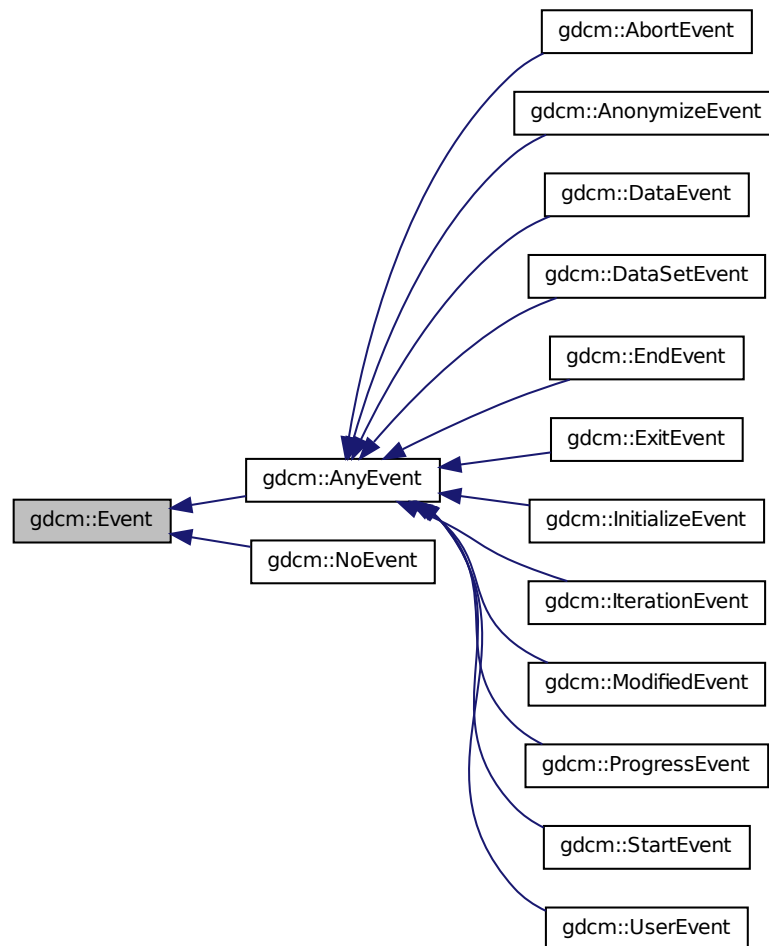 gdcm::AbortEvent
gdcm::AnonymizeEvent
gdcm::DataEvent
gdcm::DataSetEvent
gdcm::EndEvent
gdcm::ExitEvent
gdcm::AnyEvent
gdcm::Event
gdcm::InitializeEvent
gdcm::NoEvent
gdcm::IterationEvent
gdcm::ModifiedEvent
gdcm::ProgressEvent
gdcm::StartEvent
gdcm::UserEvent